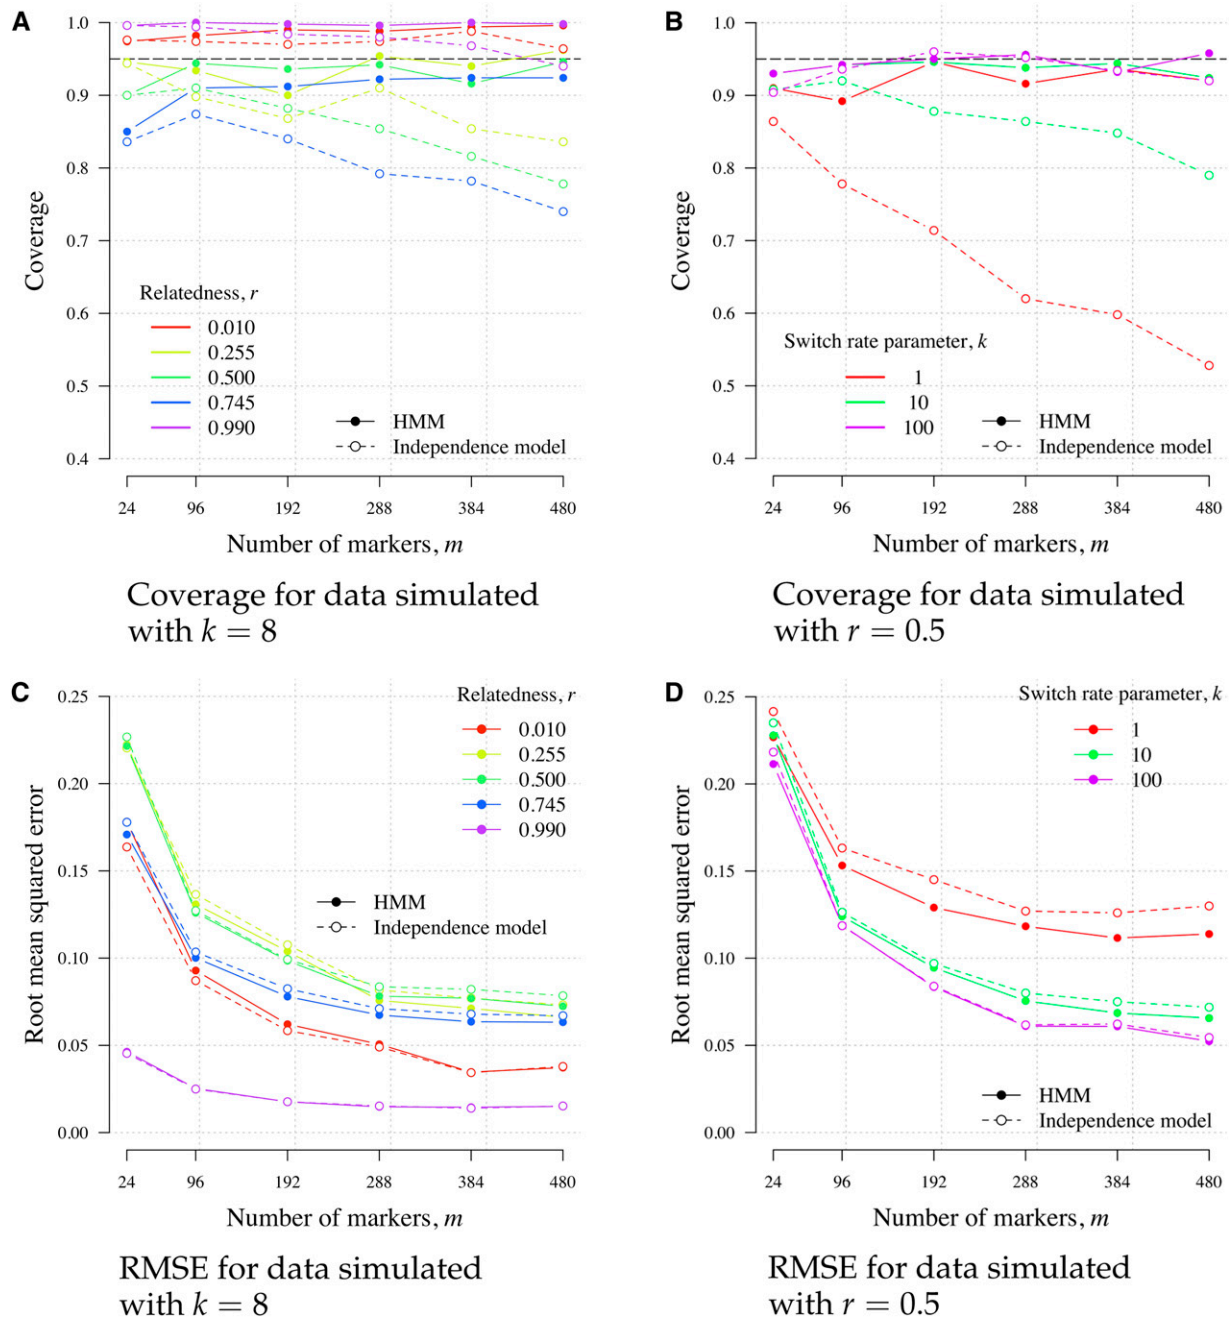 A
1.0
0.9
0.8
0.7
0.6
0.5
0.4
Coverage
Relatedness, r
0.010
0.255
0.500
0.745
0.990
HMM
Independence model
24 96 192 288 384 480
Number of markers, m
Coverage for data simulated
with k = 8
B
1.0
0.9
0.8
0.7
0.6
0.5
0.4
Coverage
Switch rate parameter, k
1
10
100
HMM
Independence model
24 96 192 288 384 480
Number of markers, m
Coverage for data simulated
with r = 0.5
C
0.25
0.20
0.15
0.10
0.05
0.00
Root mean squared error
Relatedness, r
0.010
0.255
0.500
0.745
0.990
HMM
Independence model
24 96 192 288 384 480
Number of markers, m
RMSE for data simulated
with k = 8
D
0.25
0.20
0.15
0.10
0.05
0.00
Root mean squared error
Switch rate parameter, k
1
10
100
HMM
Independence model
24 96 192 288 384 480
Number of markers, m
RMSE for data simulated
with r = 0.5